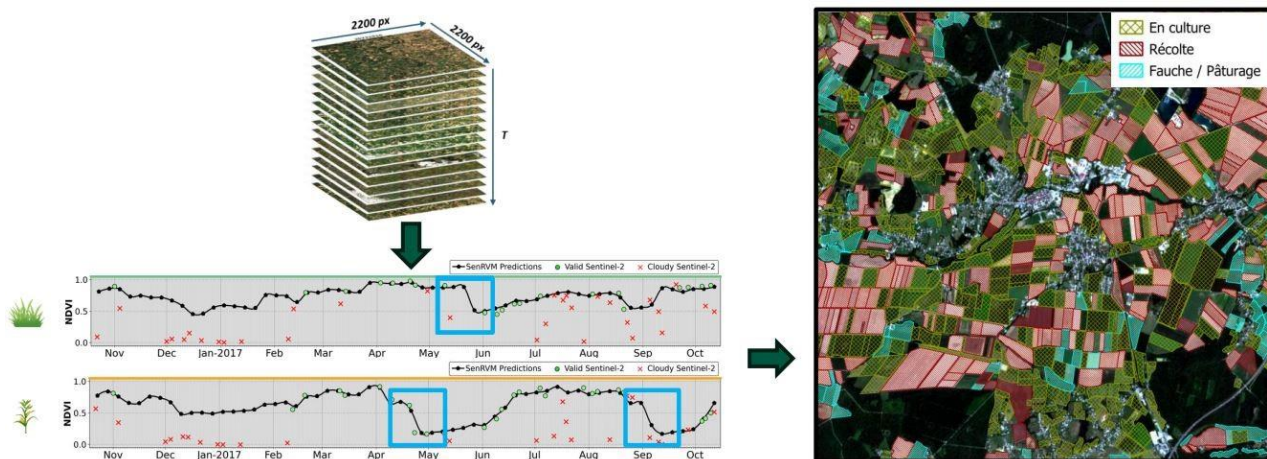 2200 px
2200 px
T
SenRVM Predictions Valid Sentinel-2 Cloudy Sentinel-2
NDVI
1.0
0.5
0.0
Nov Dec Jan-2017 Feb Mar Apr May Jun Jul Aug Sep Oct
SenRVM Predictions Valid Sentinel-2 Cloudy Sentinel-2
NDVI
1.0
0.5
0.0
Nov Dec Jan-2017 Feb Mar Apr May Jun Jul Aug Sep Oct
En culture
Récolte
Fauche / Pâturage